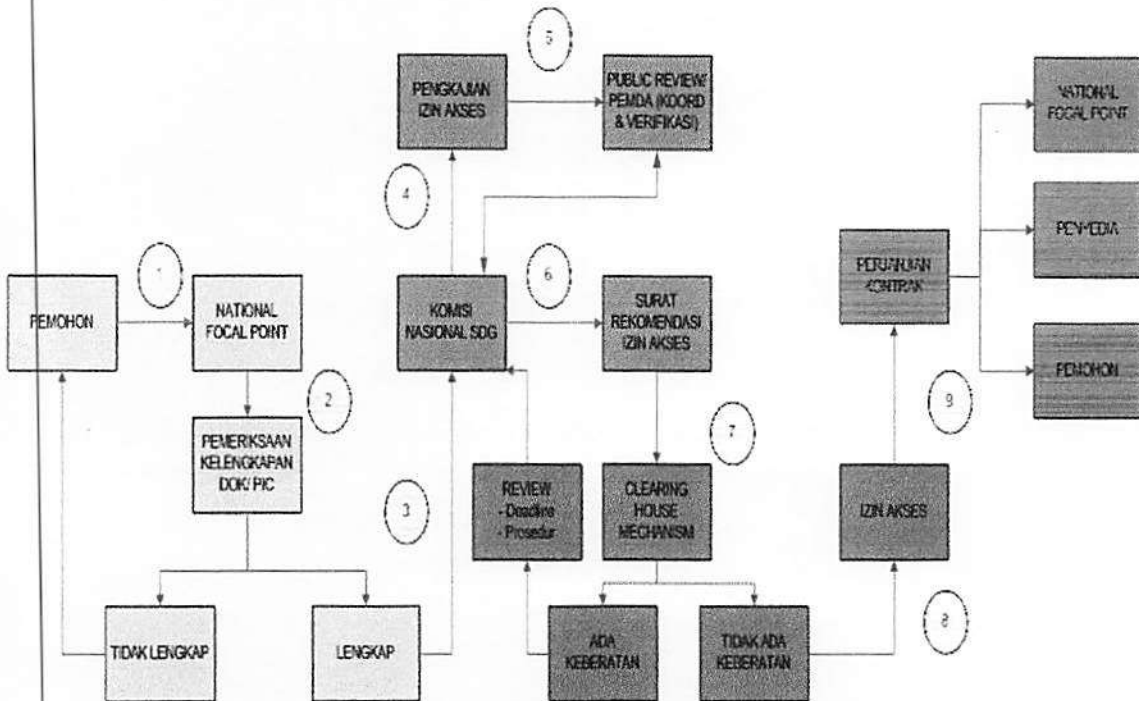 5
PENGKAJIAN
IZIN AKSES
PUBLIC REVIEW/
PEMDA (KOORD
& VERIFIKASI)
NATIONAL
FOCAL POINT
4
PENYEDIA
1
6
PEMOHON
NATIONAL
FOCAL POINT
KOMISI
NASIONAL SDG
SURAT
REKOMENDASI
IZIN AKSES
PERJANJIAN
KONTRAK
PEMOHON
2
9
7
PEMERIKSAAN
KELENGKAPAN
DOK/ PIC
3
REVIEW
- Deadline
- Prosedur
CLEARING
HOUSE
MECHANISM
IZIN AKSES
8
TIDAK LENGKAP
LENGKAP
ADA
KEBERATAN
TIDAK ADA
KEBERATAN